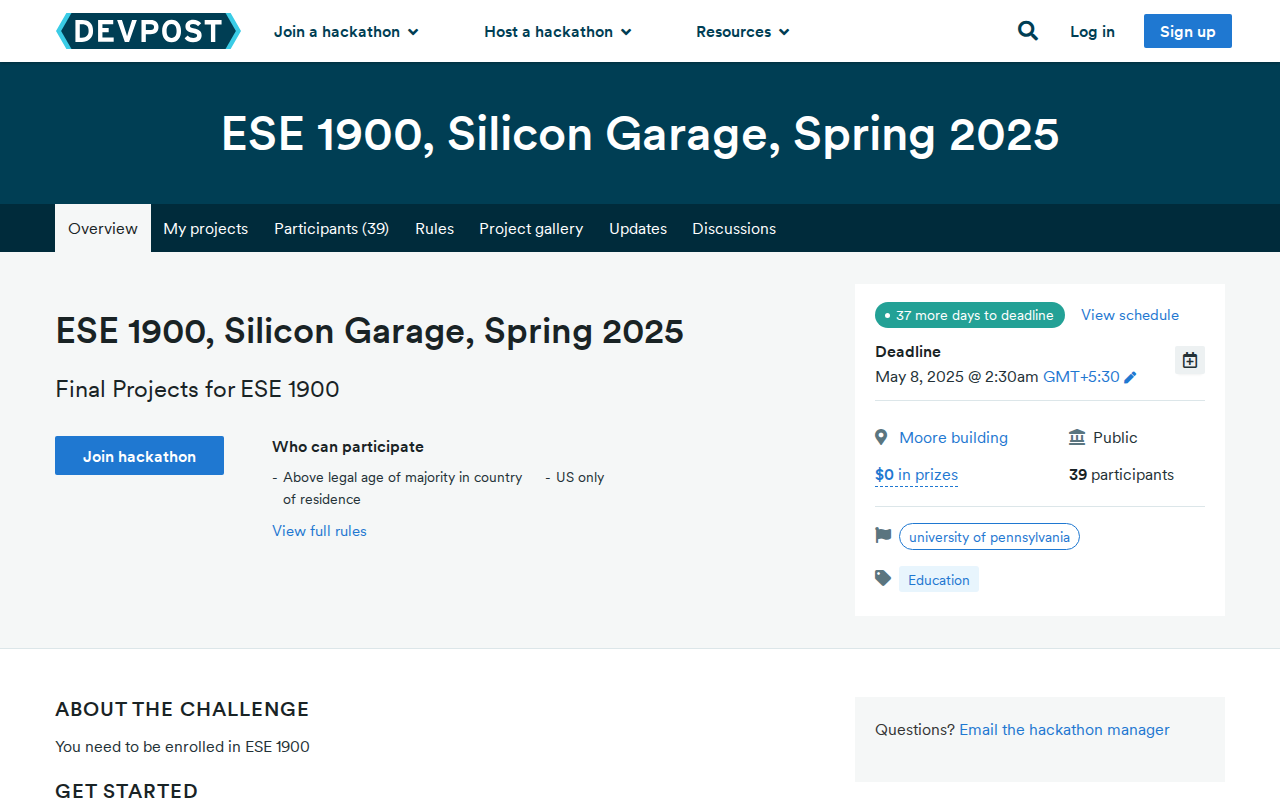 DEVPOST
Join a hackathon
Host a hackathon
Resources
Log in
Sign up
ESE 1900, Silicon Garage, Spring 2025
Overview
My projects
Participants (39)
Rules
Project gallery
Updates
Discussions
ESE 1900, Silicon Garage, Spring 2025
Final Projects for ESE 1900
Join hackathon
Who can participate
- Above legal age of majority in country
of residence
- US only
View full rules
37 more days to deadline
View schedule
Deadline
May 8, 2025 @ 2:30am GMT+5:30
Moore building
Public
$0 in prizes
39 participants
university of pennsylvania
Education
ABOUT THE CHALLENGE
You need to be enrolled in ESE 1900
GET STARTED
Questions? Email the hackathon manager